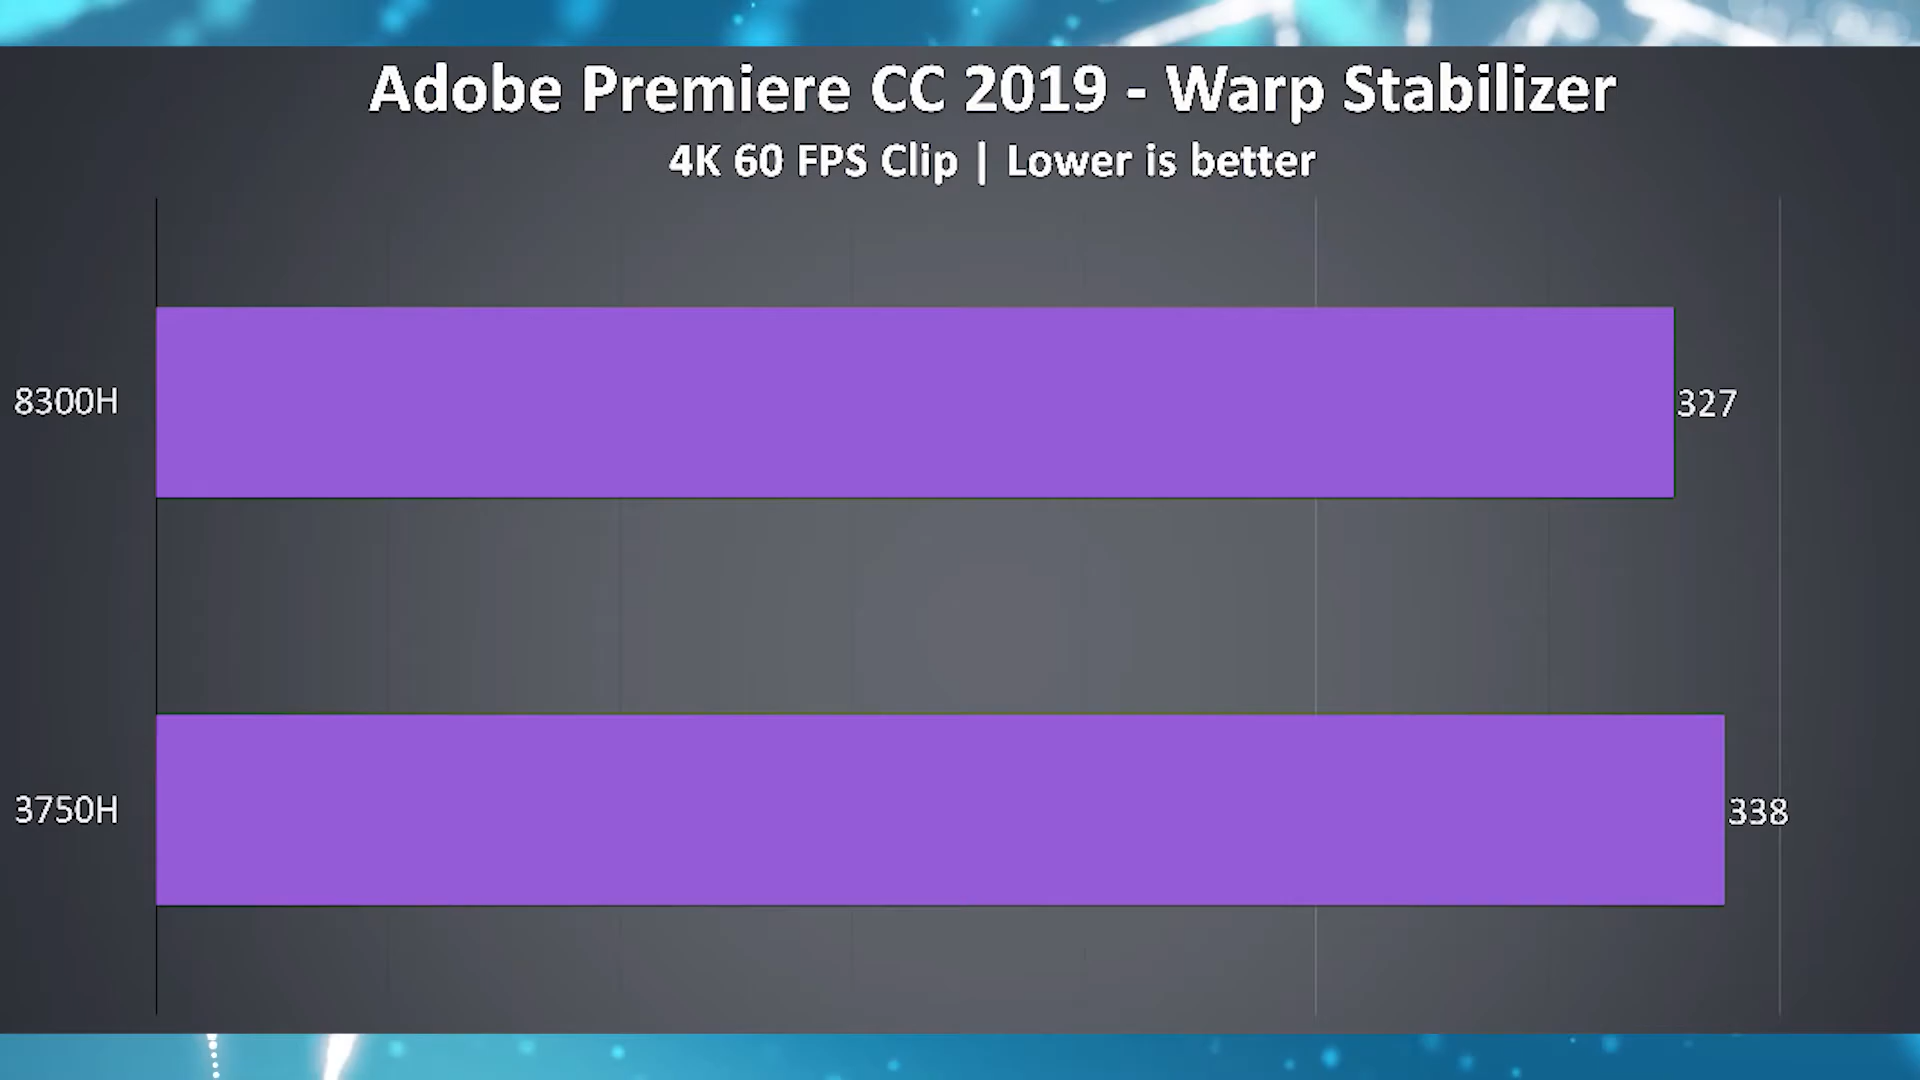 Adobe Premiere CC 2019 - Warp Stabilizer
4K 60 FPS Clip | Lower is better
8300H
327
3750H
338